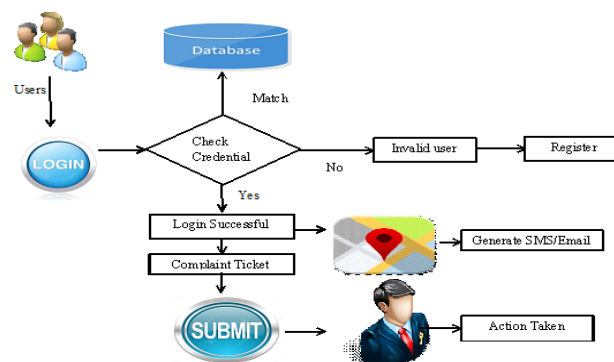 Database
Users
Match
LOGIN
Check
Credential
Invalid user
Register
No
Yes
Login Successful
Generate SMS/Email
Complaint Ticket
SUBMIT
Action Taken